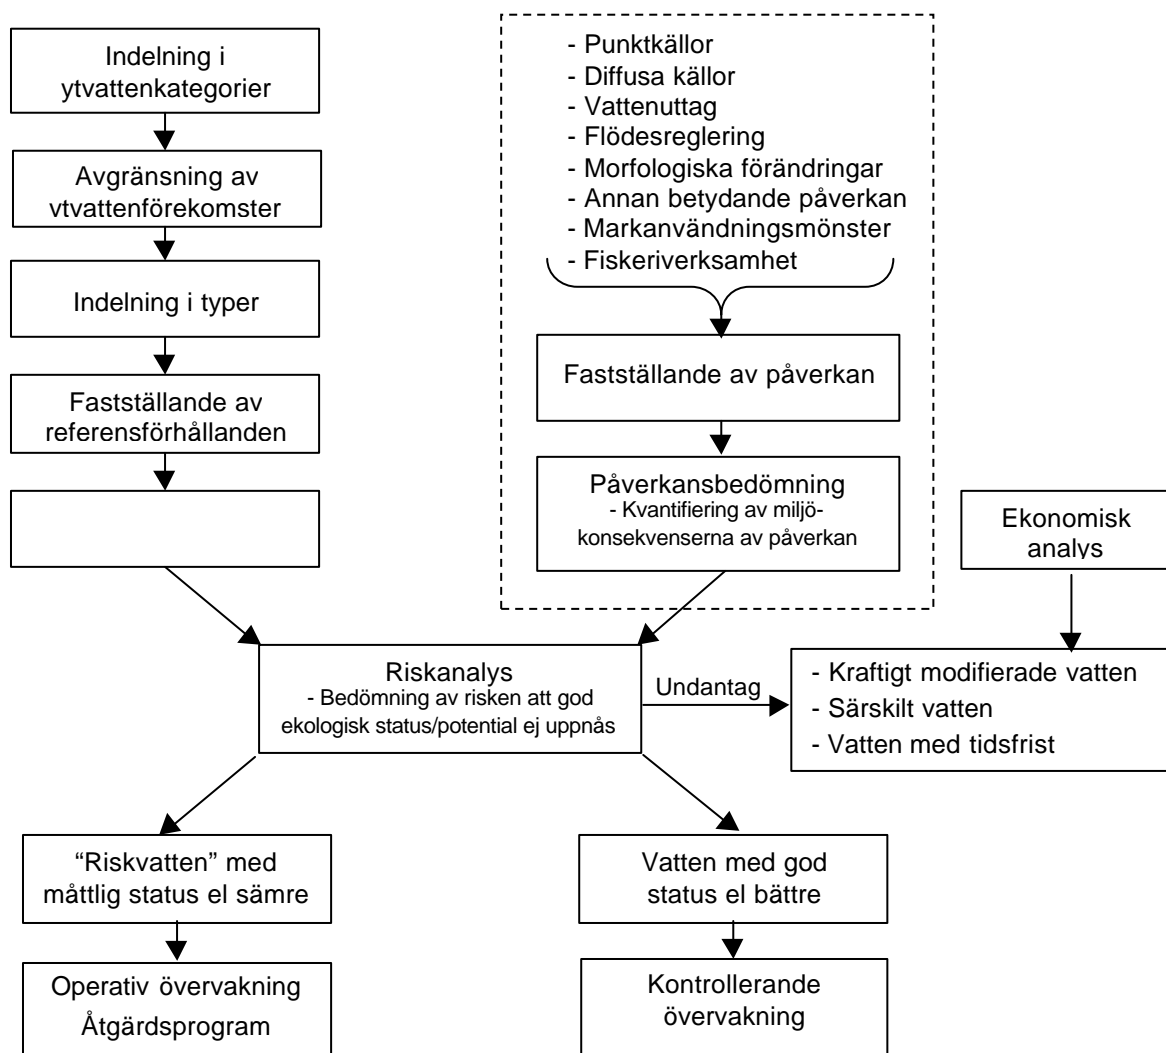 Indelning i
ytvattenkategorier
Avgränsning av
vtvattenförekomster
Indelning i typer
Fastställande av
referensförhållanden
- Punktkällor
- Diffusa källor
- Vattenuttag
- Flödesreglering
- Morfologiska förändringar
- Annan betydande påverkan
- Markanvändningsmönster
- Fiskeriverksamhet
Fastställande av påverkan
Påverkansbedömning
- Kvantifiering av miljö-
konsekvenserna av påverkan
Ekonomisk
analys
Riskanalys
- Bedömning av risken att god
ekologisk status/potential ej uppnås
Undantag
- Kraftigt modifierade vatten
- Särskilt vatten
- Vatten med tidsfrist
“Riskvatten” med
måttlig status el sämre
Vatten med god
status el bättre
Operativ övervakning
Åtgärdsprogram
Kontrollerande
övervakning